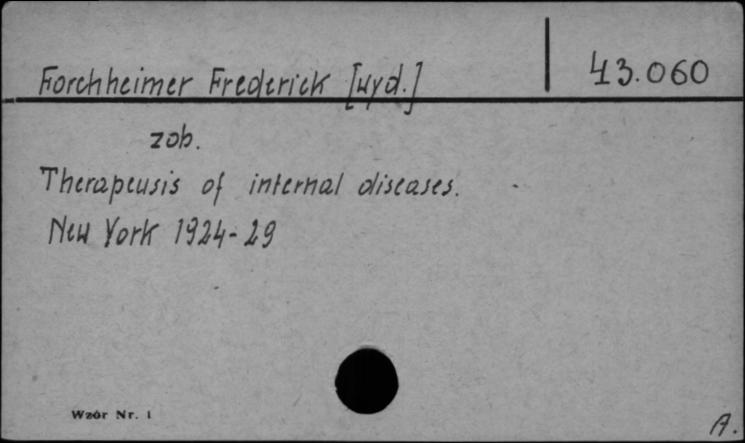 Forchheimer Frederick [wyd.] 43.060
zob.
Therapeusis of internal diseases.
New York 1924-29
Wzór Nr. 1
A.